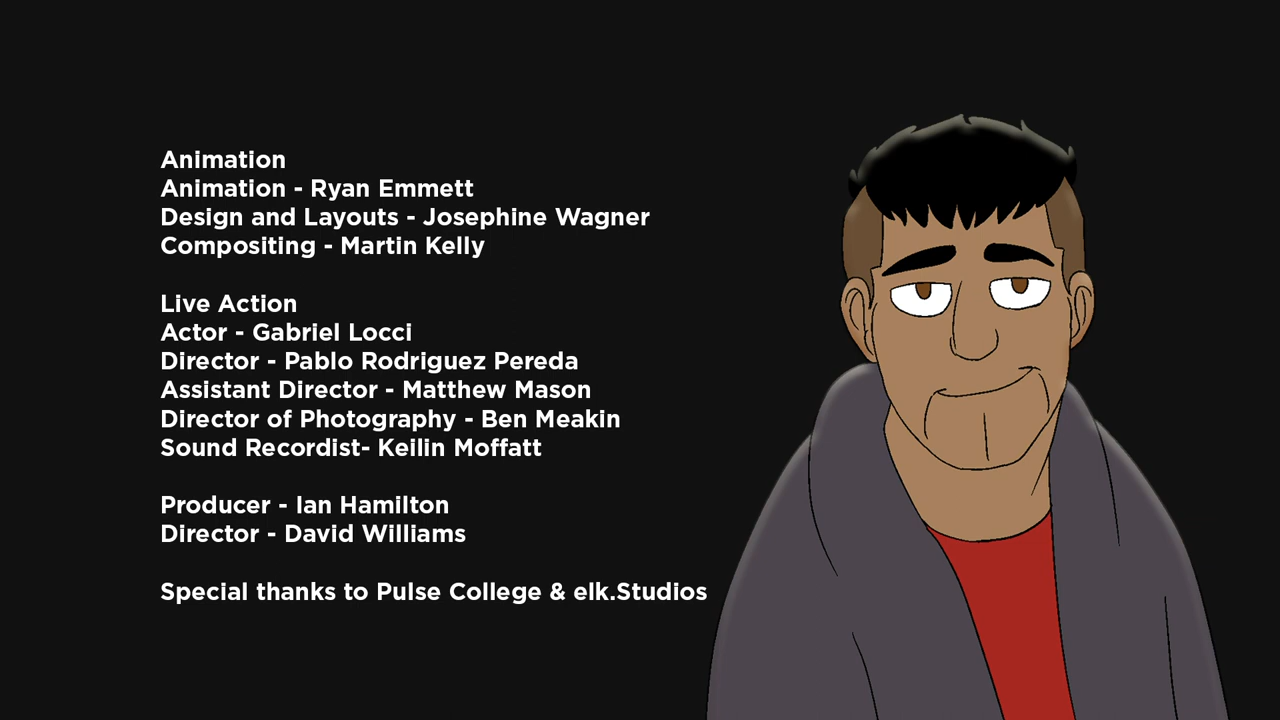 Animation
Animation - Ryan Emmett
Design and Layouts - Josephine Wagner
Compositing - Martin Kelly
Live Action
Actor - Gabriel Locci
Director - Pablo Rodriguez Pereda
Assistant Director - Matthew Mason
Director of Photography - Ben Meakin
Sound Recordist- Keilin Moffatt
Producer - Ian Hamilton
Director - David Williams
Special thanks to Pulse College & elk.Studios